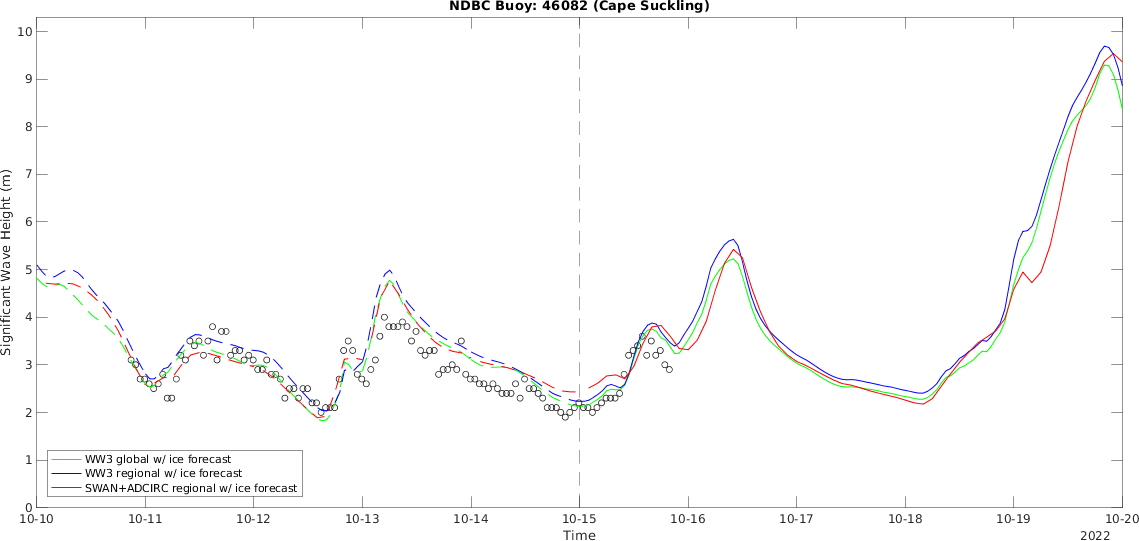 NDBC Buoy: 46082 (Cape Suckling)
10
9
8
7
6
5
4
3
2
1
0
Significant Wave Height (m)
WW3 global w/ ice forecast
WW3 regional w/ ice forecast
SWAN+ADCIRC regional w/ ice forecast
10-10 10-11 10-12 10-13 10-14 10-15 10-16 10-17 10-18 10-19 10-20
Time
2022